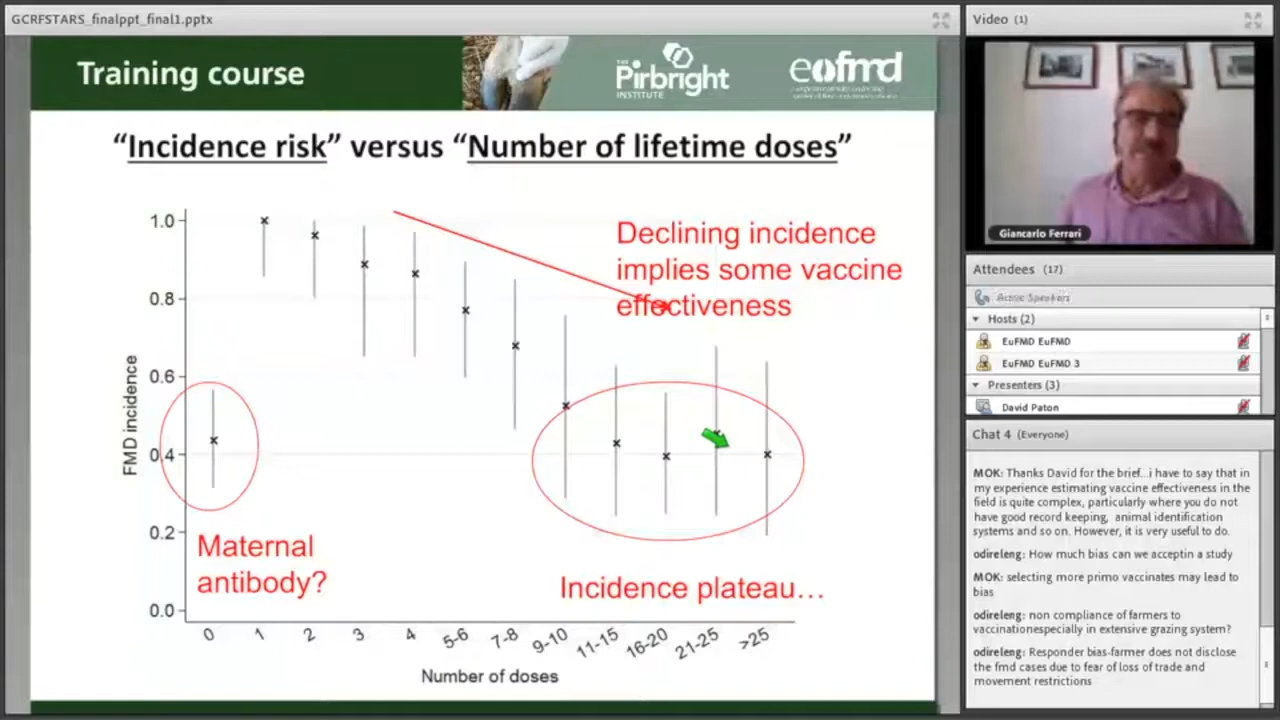 GCRFSTARS_finalppt_final1.pptx
Training course
THE
Pirbright
INSTITUTE
eofmd
“Incidence risk” versus “Number of lifetime doses”
Declining incidence
implies some vaccine
effectiveness
FMD incidence
1.0
0.8
0.6
0.4
0.2
0.0
Maternal
antibody?
Incidence plateau…
0 1 2 3 4 5-6 7-8 9-10 11-15 16-20 21-25 >25
Number of doses
Video (1)
Giancarlo Ferrari
Attendees (17)
Active Speakers
Hosts (2)
EuFMD EuFMD
EuFMD EuFMD 3
Presenters (3)
David Paton
Chat 4 (Everyone)
MOK: Thanks David for the brief...i have to say that in
my experience estimating vaccine effectiveness in the
field is quite complex, particularly where you do not
have good record keeping, animal identification
systems and so on. However, it is very useful to do.
odireleng: How much bias can we acceptin a study
MOK: selecting more primo vaccinates may lead to
bias
odireleng: non compliance of farmers to
vaccinationespecially in extensive grazing system?
odireleng: Responder bias-farmer does not disclose
the fmd cases due to fear of loss of trade and
movement restrictions